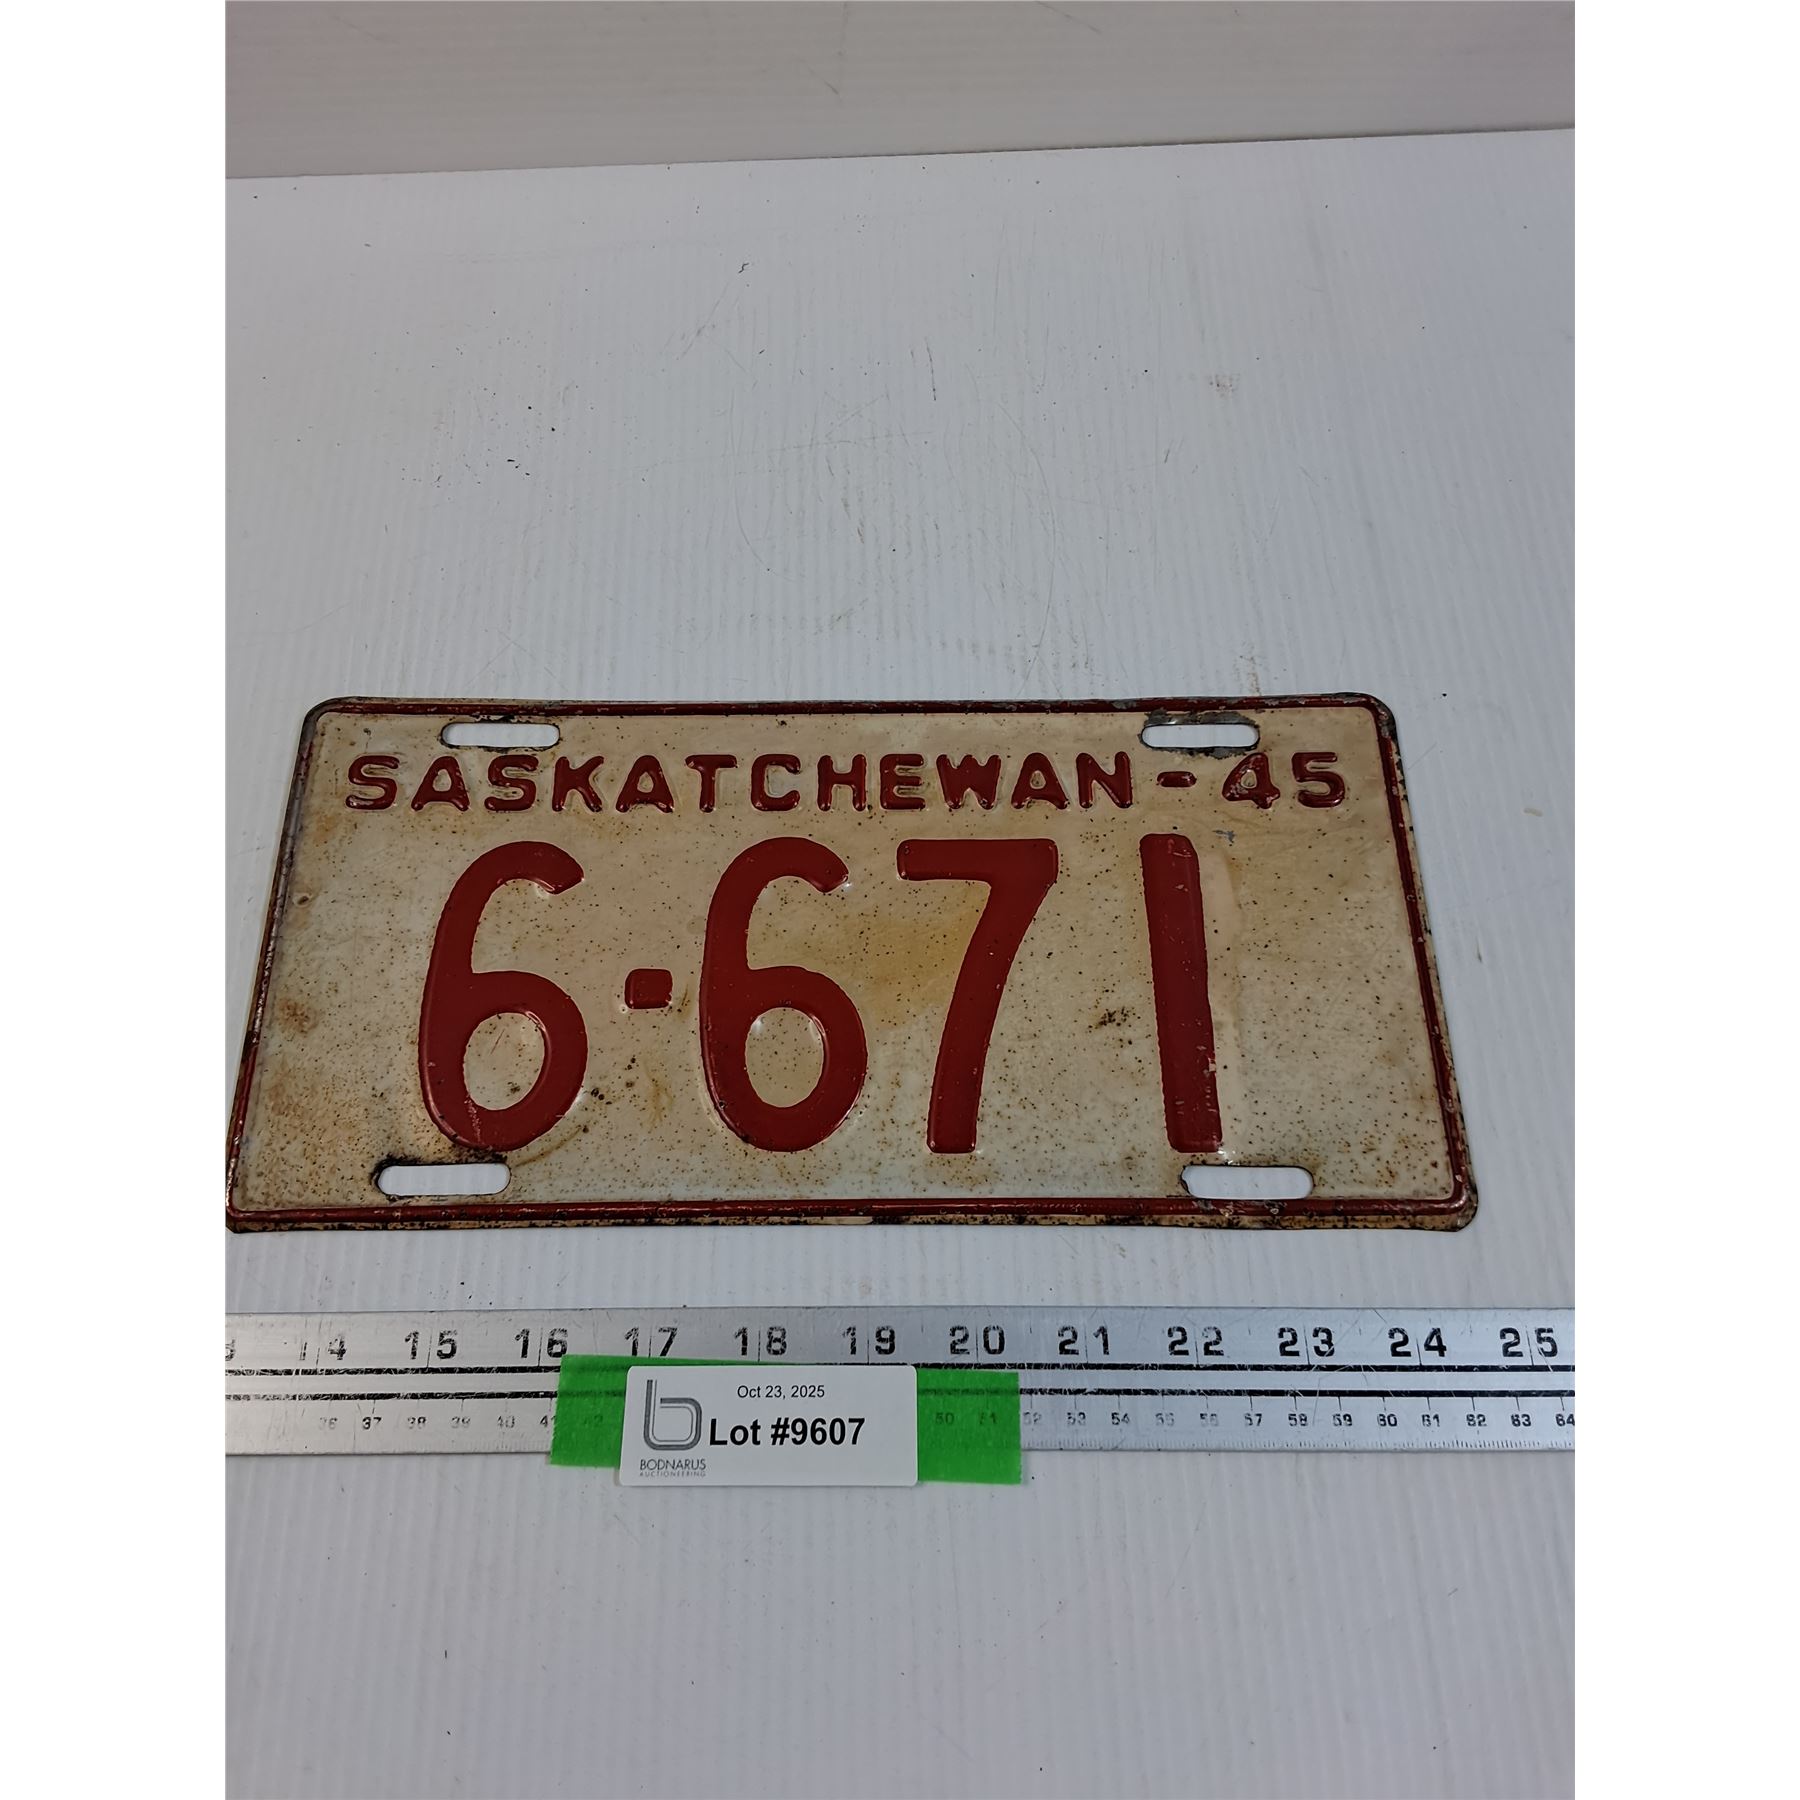 SASKATCHEWAN-45
6-671
14 15 16 17 18 19 20 21 22 23 24 25
36 37 38 39 40 41 50 51 52 53 54 55 56 57 58 59 60 61 62 63 64
Oct 23, 2025
Lot #9607
BODNARUS
AUCTIONEERING